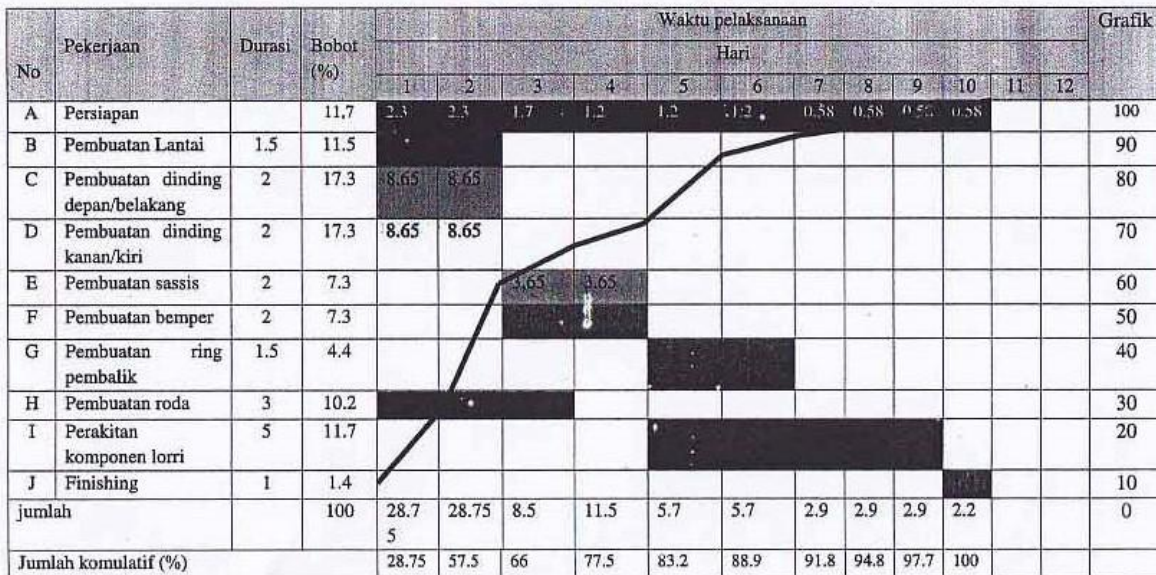 Waktu pelaksanaan Grafik
No Pekerjaan Durasi Bobot (%) Hari
1 2 3 4 5 6 7 8 9 10 11 12
A Persiapan 11,7 2.3 2.3 1.7 1.2 1.2 1.2 0.58 0.58 0.58 100
B Pembuatan Lantai 1.5 11.5 90
C Pembuatan dinding 2 17.3 8.65 8.65 80
depan/belakang
D Pembuatan dinding 2 17.3 8.65 8.65 70
kanan/kiri
E Pembuatan sassis 2 7.3 3.65 3.65 60
F Pembuatan bemper 2 7.3 50
G Pembuatan ring 1.5 4.4 40
pembalik
H Pembuatan roda 3 10.2 30
I Perakitan 5 11.7 20
komponen lorri
J Finishing 1 1.4 10
jumlah 100 28.7 28.75 8.5 11.5 5.7 5.7 2.9 2.9 2.9 2.2 0
5
Jumlah komulatif (%) 28.75 57.5 66 77.5 83.2 88.9 91.8 94.8 97.7 100